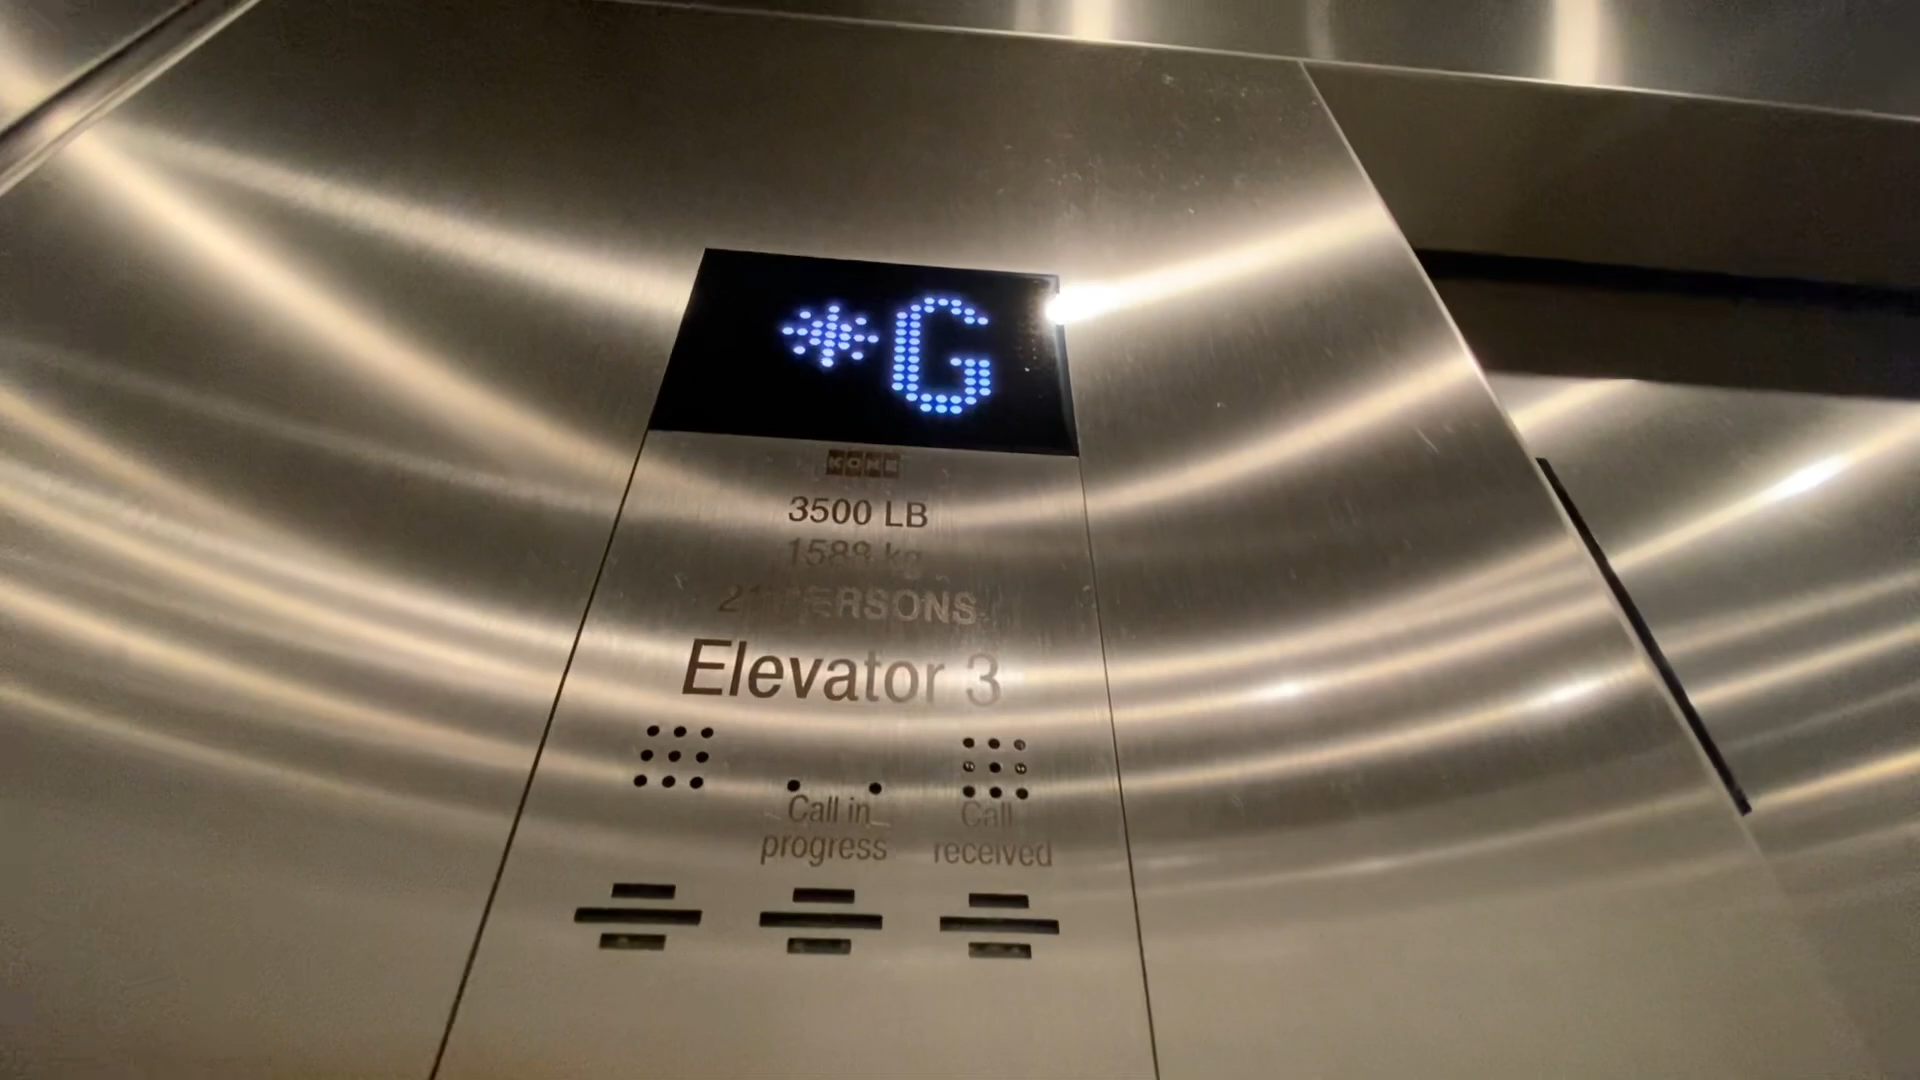 *G
KONE
3500 LB
1588 kg
21 PERSONS
Elevator 3
Call in
progress
Call
received